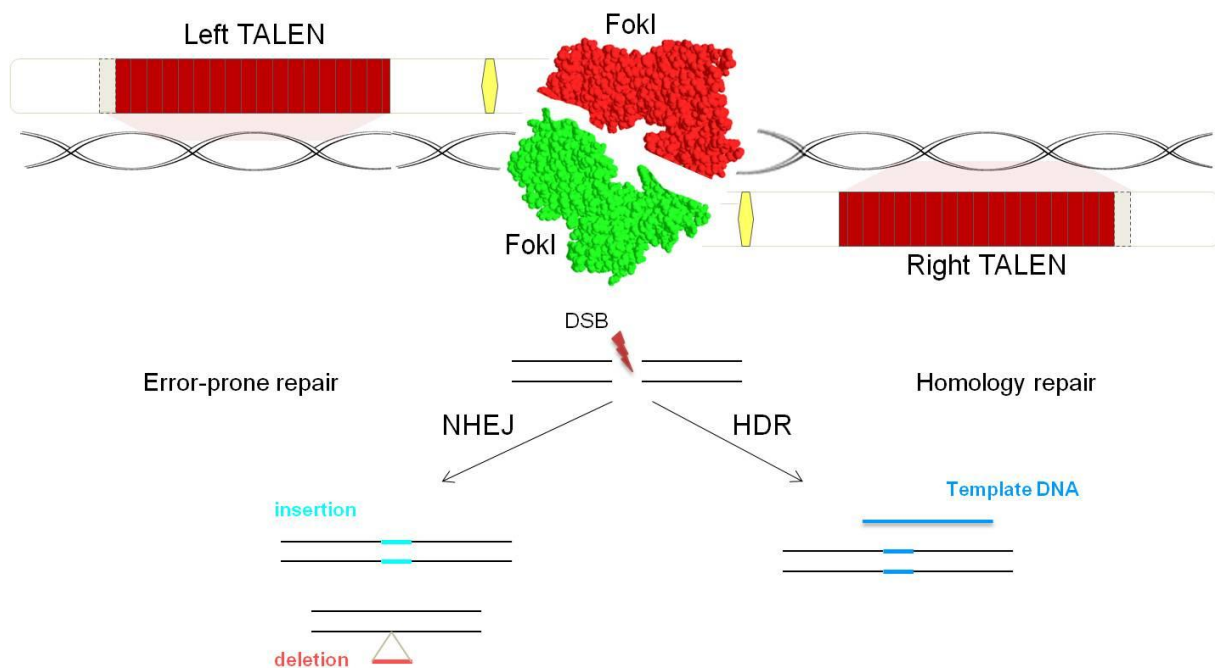 Left TALEN
FokI
FokI
Right TALEN
DSB
Error-prone repair
Homology repair
NHEJ
HDR
Template DNA
insertion
deletion